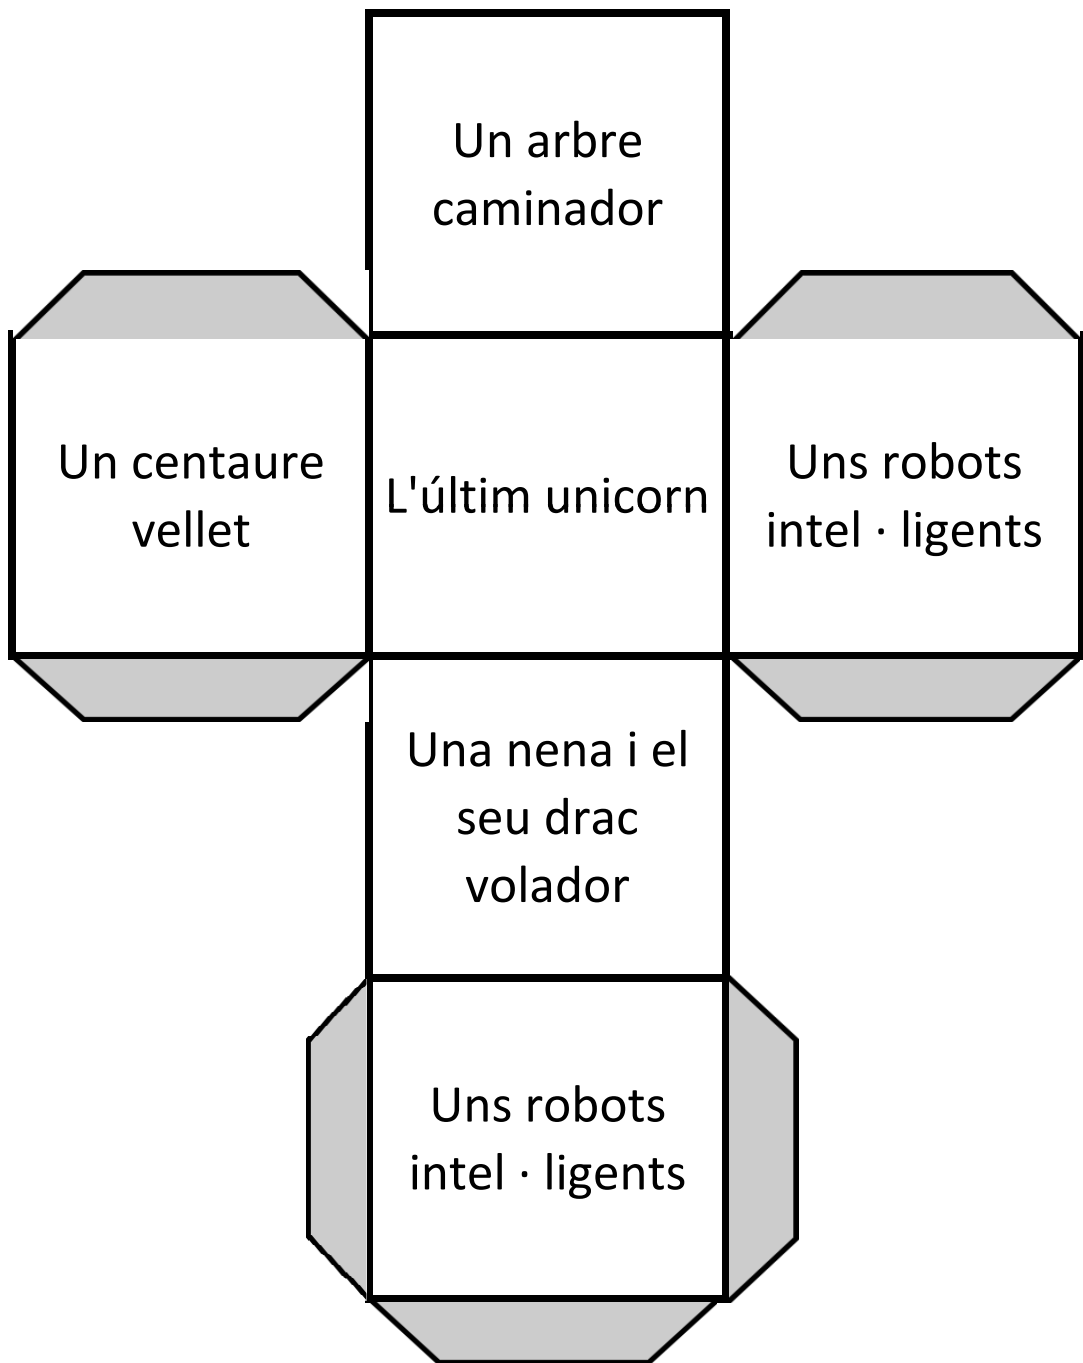 Un arbre
caminador
Un centaure
vellet
L'últim unicorn
Uns robots
intel · ligents
Una nena i el
seu drac
volador
Uns robots
intel · ligents